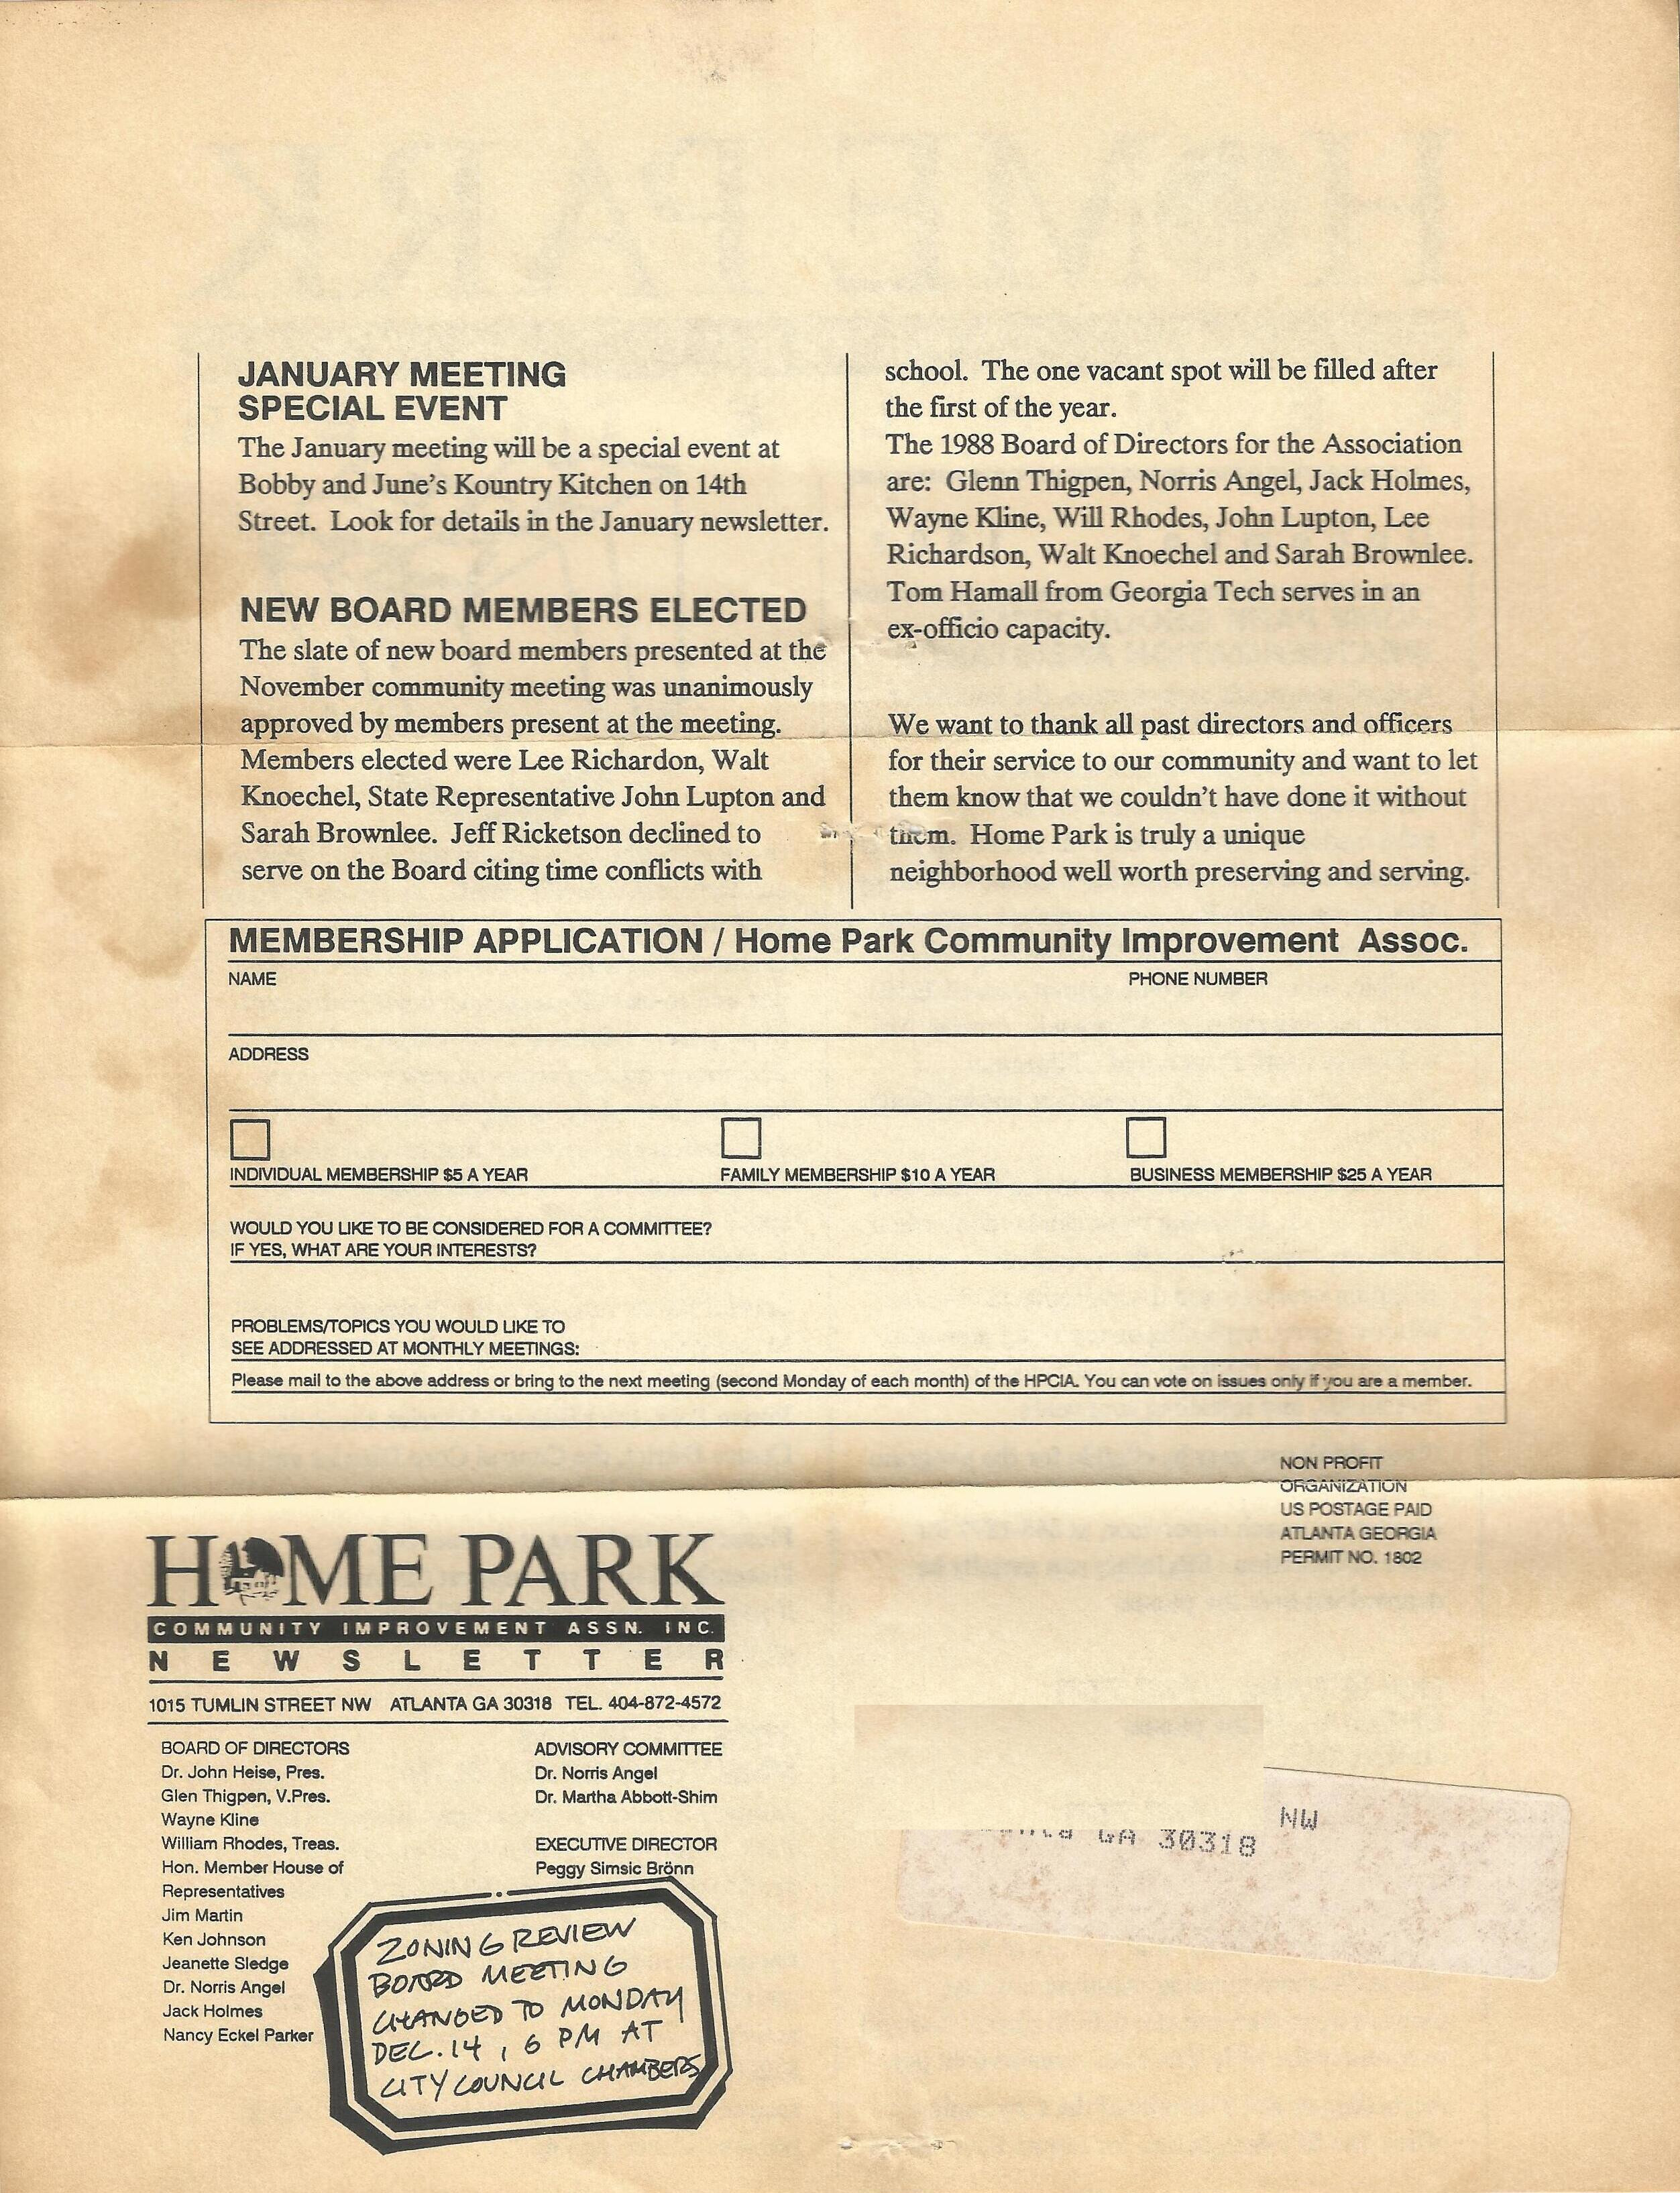 JANUARY MEETING
SPECIAL EVENT
The January meeting will be a special event at
Bobby and June's Kountry Kitchen on 14th
Street. Look for details in the January newsletter.
NEW BOARD MEMBERS ELECTED
The slate of new board members presented at the
November community meeting was unanimously
approved by members present at the meeting.
Members elected were Lee Richardon, Walt
Knoechel, State Representative John Lupton and
Sarah Brownlee. Jeff Ricketson declined to
serve on the Board citing time conflicts with
school. The one vacant spot will be filled after
the first of the year.
The 1988 Board of Directors for the Association
are: Glenn Thigpen, Norris Angel, Jack Holmes,
Wayne Kline, Will Rhodes, John Lupton, Lee
Richardson, Walt Knoechel and Sarah Brownlee.
Tom Hamall from Georgia Tech serves in an
ex-officio capacity.
We want to thank all past directors and officers
for their service to our community and want to let
them know that we couldn't have done it without
them. Home Park is truly a unique
neighborhood well worth preserving and serving.
MEMBERSHIP APPLICATION / Home Park Community Improvement Assoc.
NAME PHONE NUMBER
ADDRESS
INDIVIDUAL MEMBERSHIP $5 A YEAR FAMILY MEMBERSHIP $10 A YEAR BUSINESS MEMBERSHIP $25 A YEAR
WOULD YOU LIKE TO BE CONSIDERED FOR A COMMITTEE?
IF YES, WHAT ARE YOUR INTERESTS?
PROBLEMS/TOPICS YOU WOULD LIKE TO
SEE ADDRESSED AT MONTHLY MEETINGS:
Please mail to the above address or bring to the next meeting (second Monday of each month) of the HPCIA. You can vote on issues only if you are a member.
NON PROFIT
ORGANIZATION
US POSTAGE PAID
ATLANTA GEORGIA
PERMIT NO. 1802
HOME PARK
COMMUNITY IMPROVEMENT ASSN. INC.
NEWSLETTER
1015 TUMLIN STREET NW ATLANTA GA 30318 TEL. 404-872-4572
BOARD OF DIRECTORS
Dr. John Heise, Pres.
Glen Thigpen, V.Pres.
Wayne Kline
William Rhodes, Treas.
Hon. Member House of
Representatives
Jim Martin
Ken Johnson
Jeanette Sledge
Dr. Norris Angel
Jack Holmes
Nancy Eckel Parker
ADVISORY COMMITTEE
Dr. Norris Angel
Dr. Martha Abbott-Shim
EXECUTIVE DIRECTOR
Peggy Simsic Brönn
ZONING REVIEW
BOARD MEETING
CHANGED TO MONDAY
DEC. 14, 6 PM AT
CITY COUNCIL CHAMBERS
NW
GA 30318